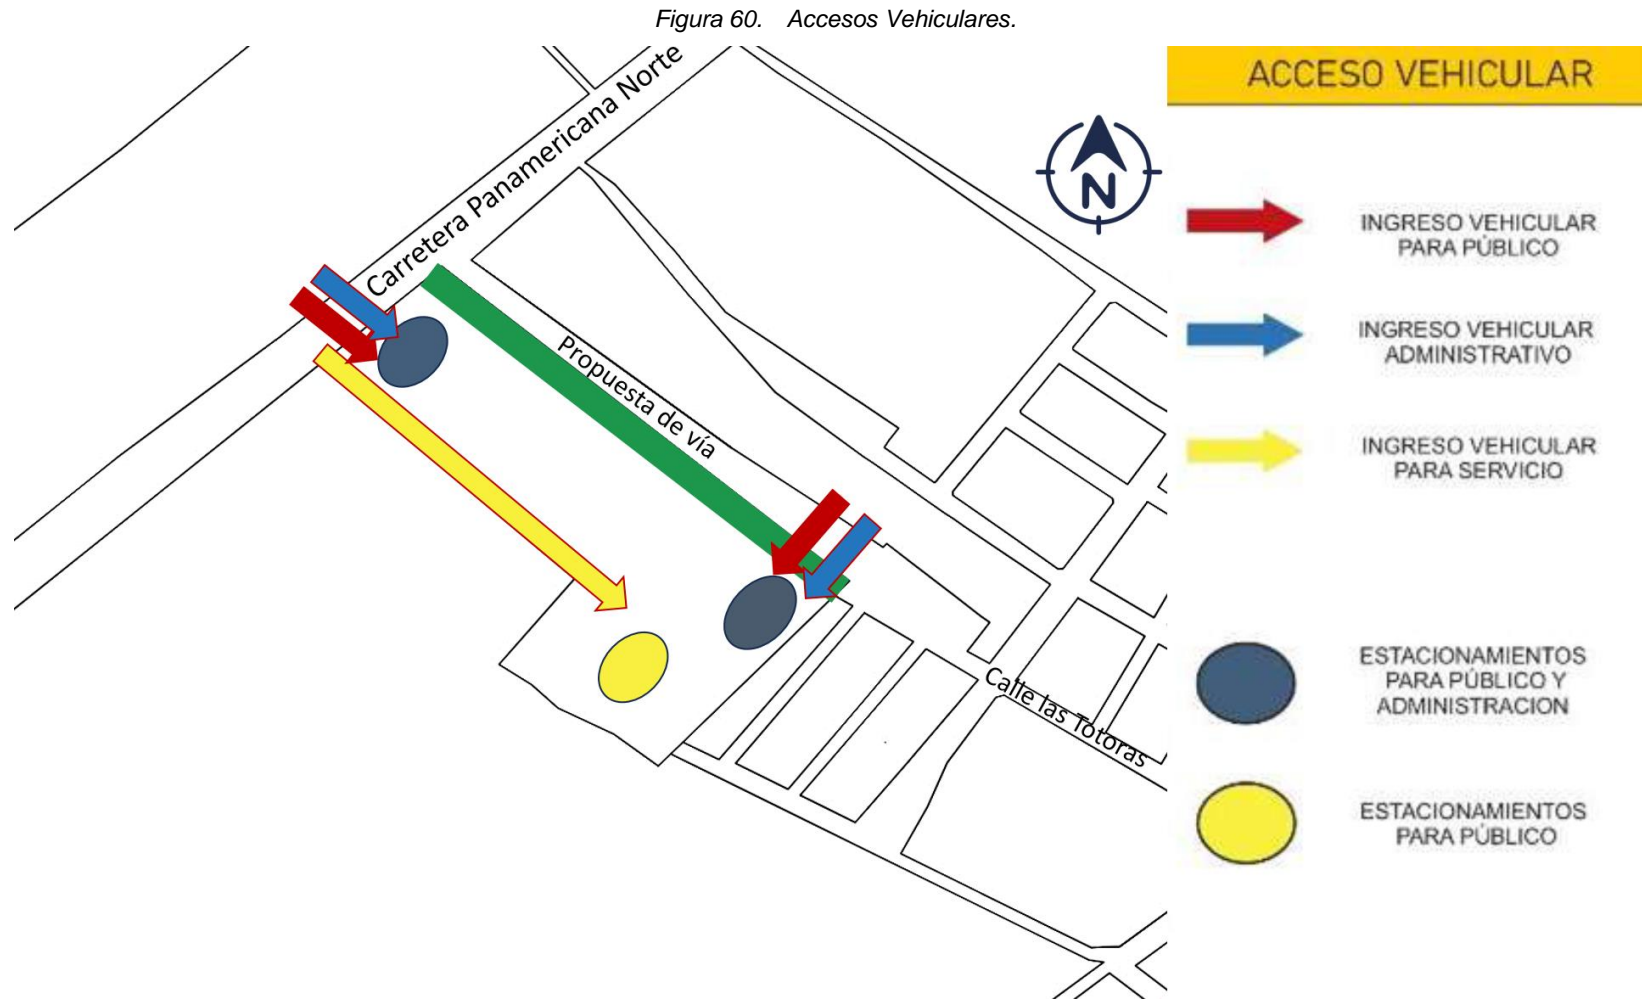 Figura 60. Accesos Vehiculares.
ACCESO VEHICULAR
Carretera Panamericana Norte
N
INGRESO VEHICULAR
PARA PÚBLICO
INGRESO VEHICULAR
ADMINISTRATIVO
Propuesta de vía
INGRESO VEHICULAR
PARA SERVICIO
Calle las Totoras
ESTACIONAMIENTOS
PARA PÚBLICO Y
ADMINISTRACION
ESTACIONAMIENTOS
PARA PÚBLICO